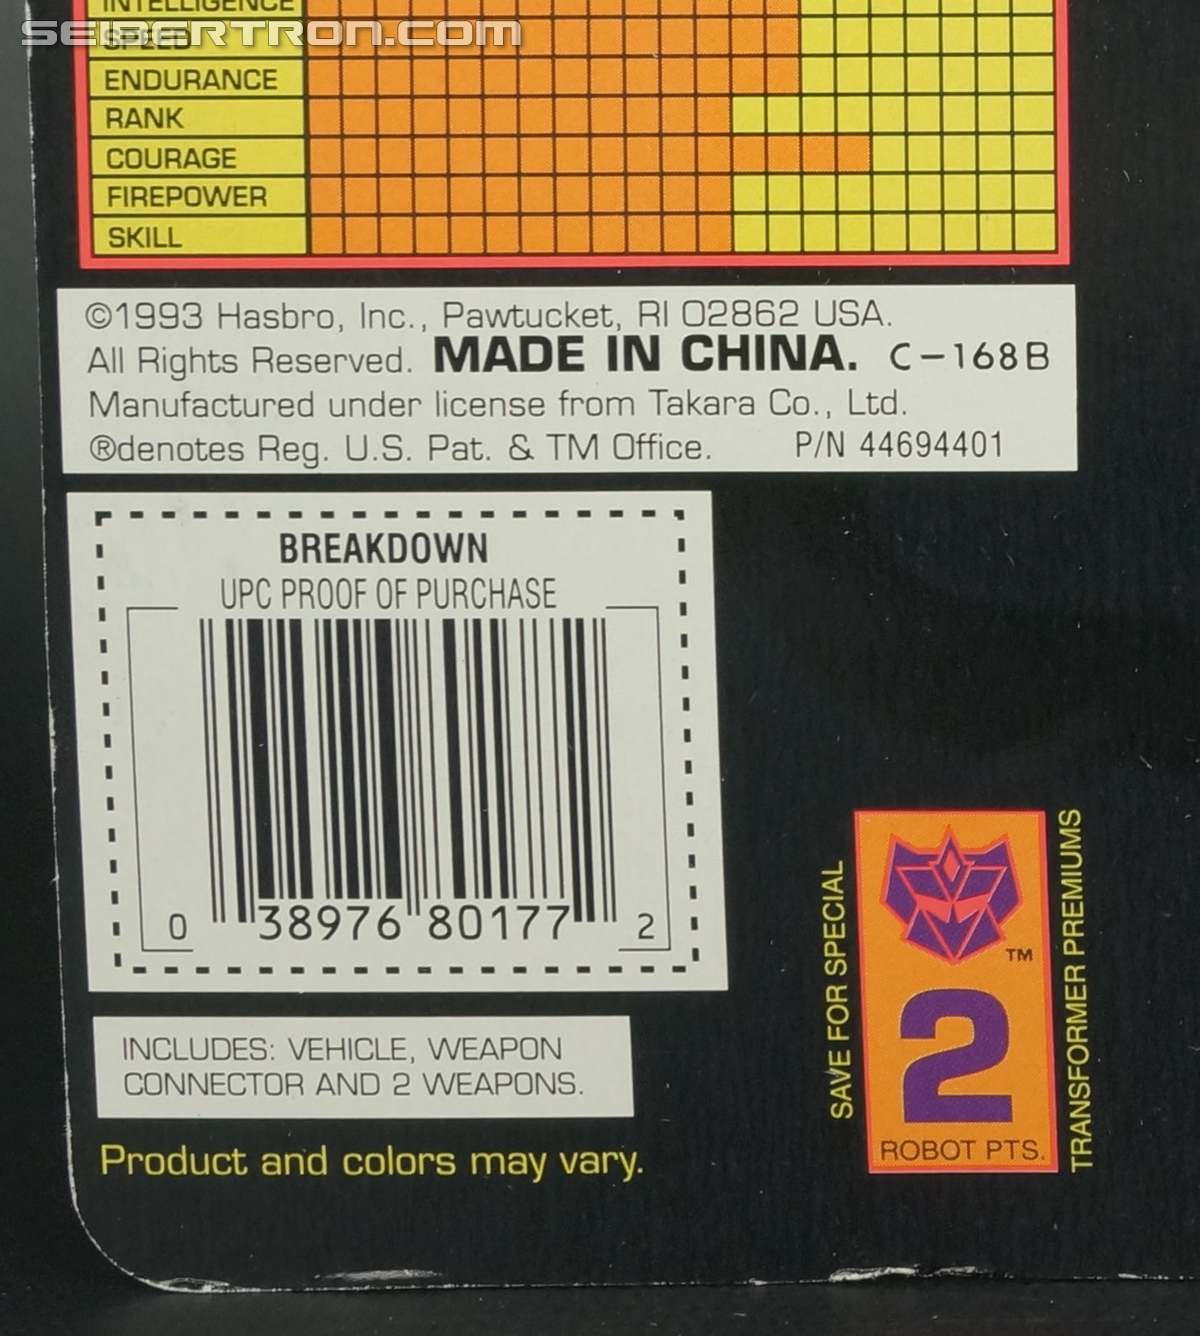 INTELLIGENCE
SEIBERTRON.com
SPEED
ENDURANCE
RANK
COURAGE
FIREPOWER
SKILL
©1993 Hasbro, Inc., Pawtucket, RI 02862 USA.
All Rights Reserved. MADE IN CHINA. C-168B
Manufactured under license from Takara Co., Ltd.
®denotes Reg. U.S. Pat. & TM Office. P/N 44694401
BREAKDOWN
UPC PROOF OF PURCHASE
0 38976 80177 2
INCLUDES: VEHICLE, WEAPON
CONNECTOR AND 2 WEAPONS.
Product and colors may vary.
SAVE FOR SPECIAL
TM
2
ROBOT PTS.
TRANSFORMER PREMIUMS